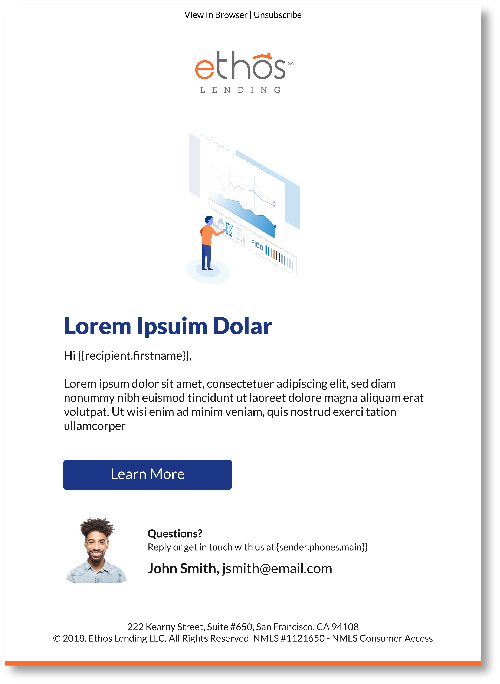 View In Browser | Unsubscribe
ethos
LENDING
FICO
Lorem Ipsuim Dolar
Hi {{recipient.firstname}},
Lorem ipsum dolor sit amet, consectetuer adipiscing elit, sed diam
nonummy nibh euismod tincidunt ut laoreet dolore magna aliquam erat
volutpat. Ut wisi enim ad minim veniam, quis nostrud exerci tation
ullamcorper
Learn More
Questions?
Reply or get in touch with us at {sender.phones.main}}
John Smith, jsmith@email.com
222 Kearny Street, Suite #650, San Francisco, CA 94108
© 2018, Ethos Lending LLC. All Rights Reserved NMLS #1121650 - NMLS Consumer Access